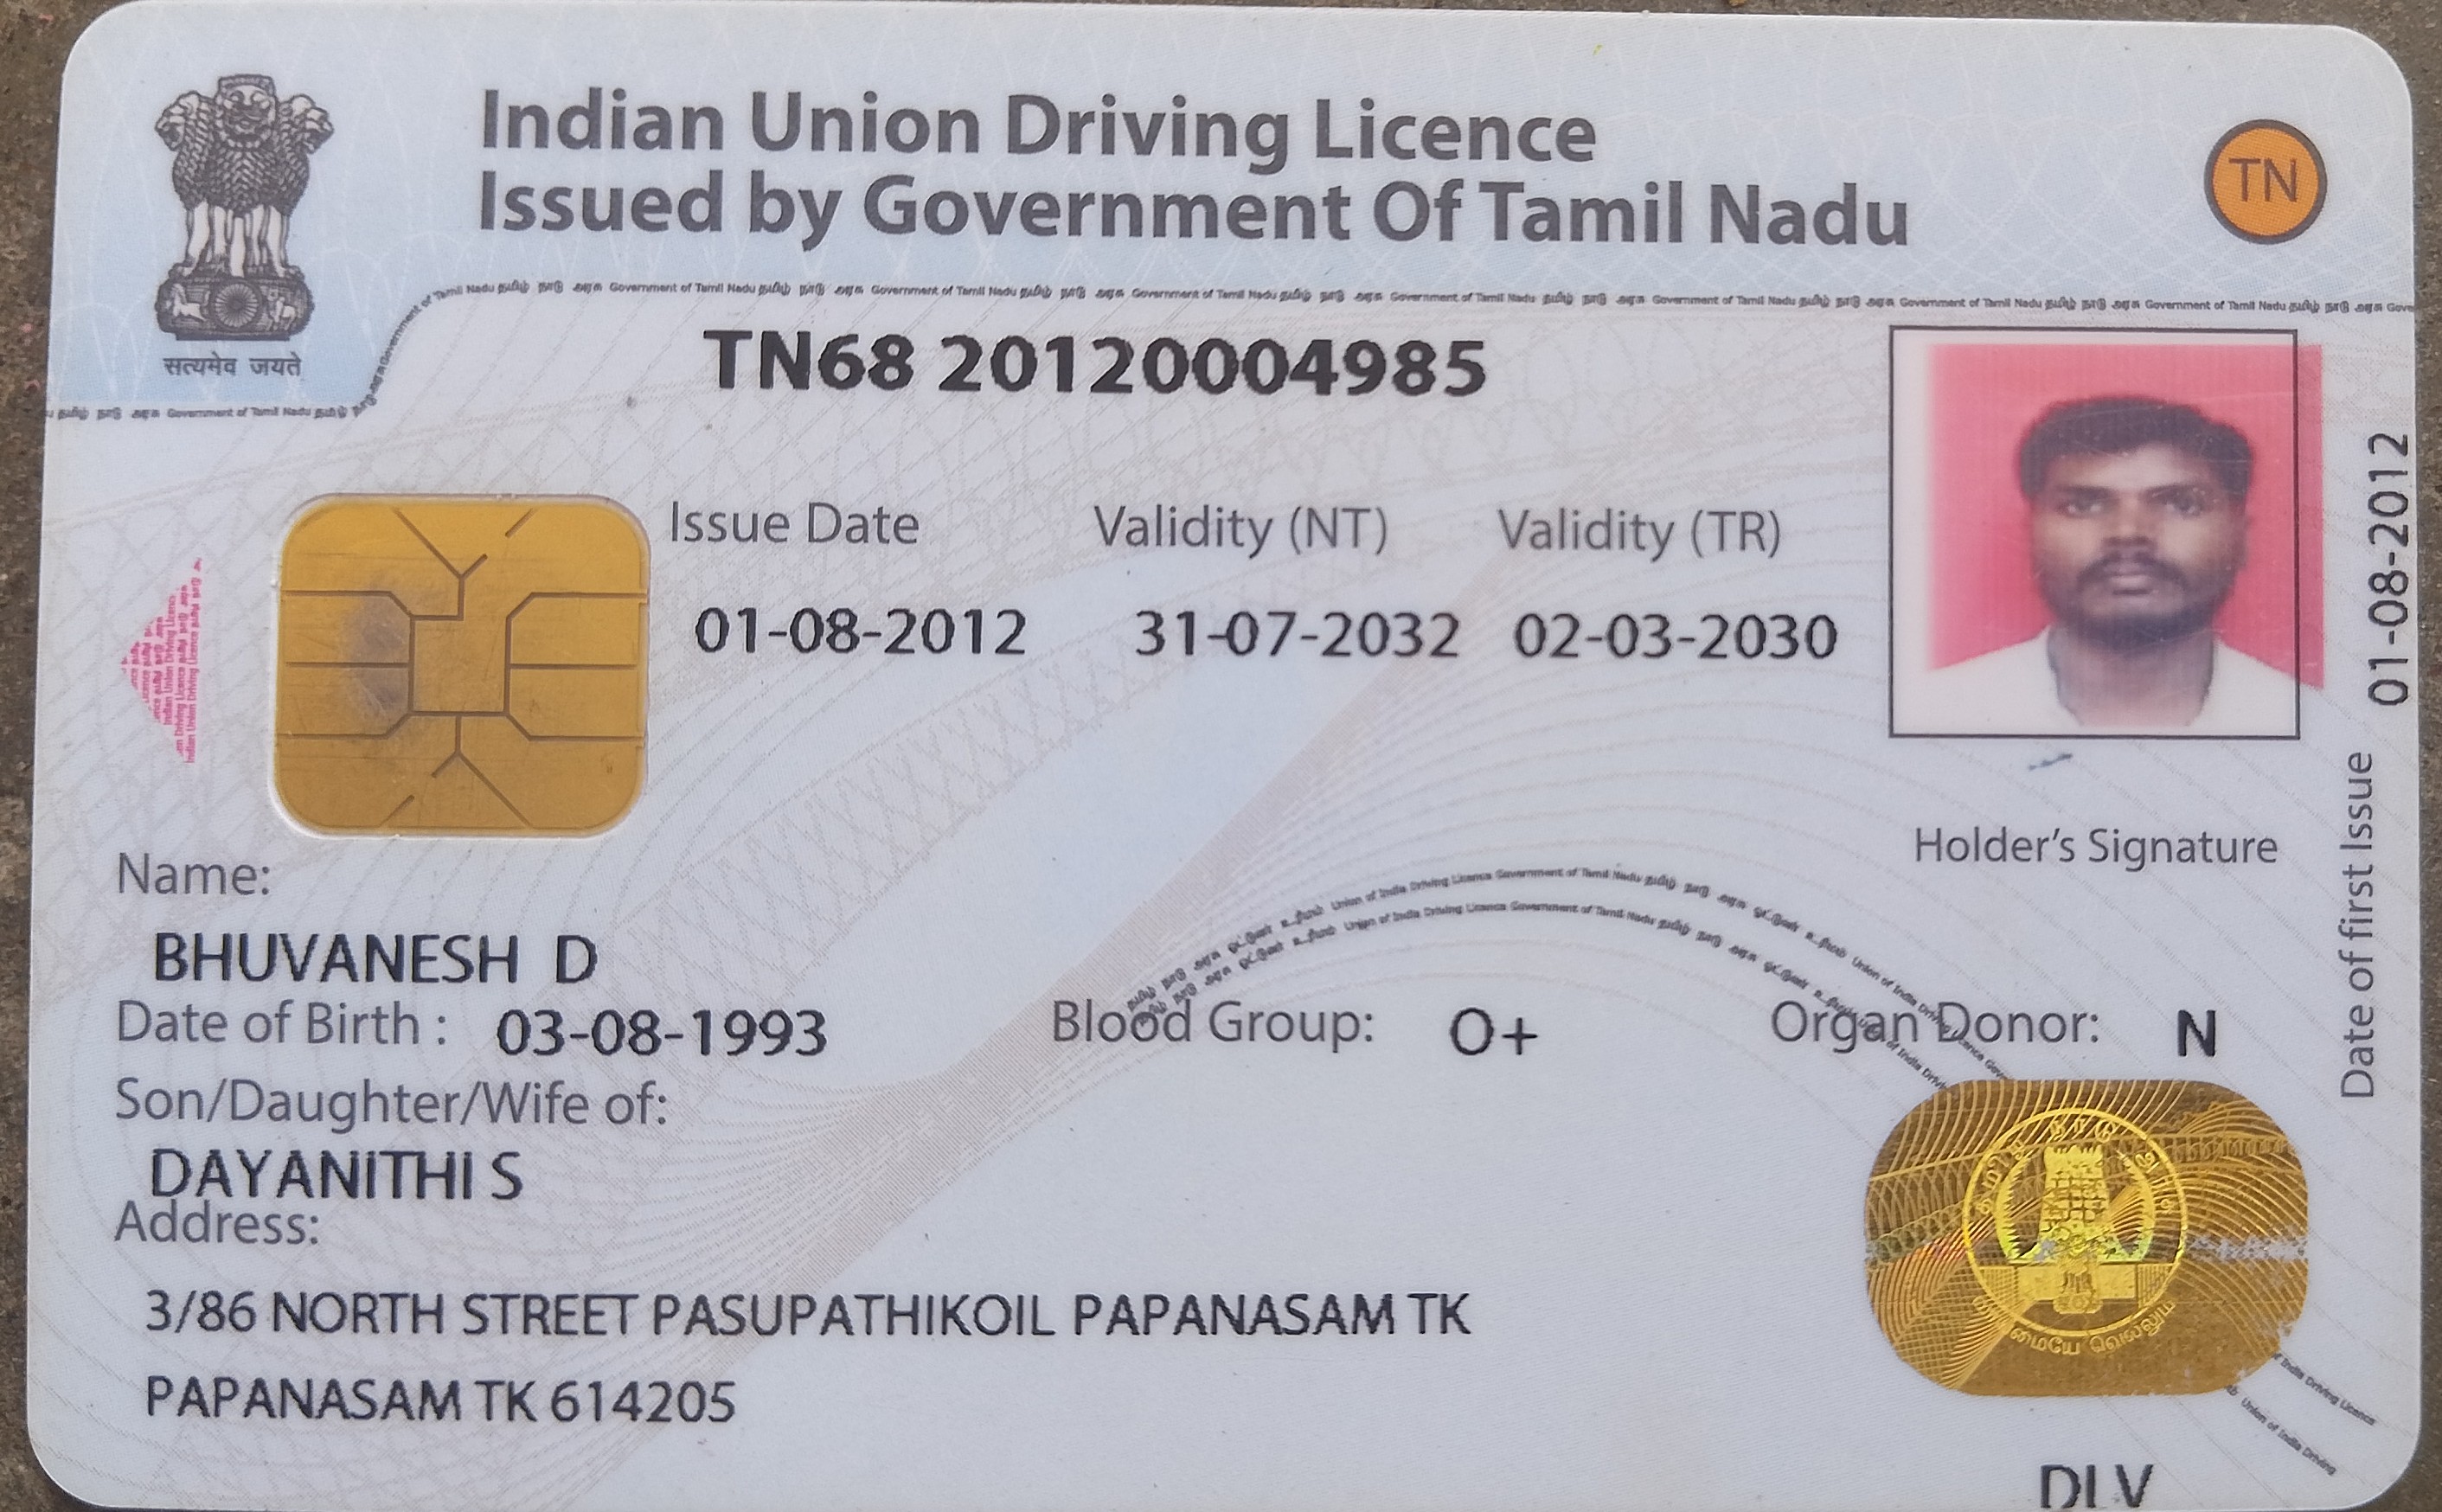 Indian Union Driving Licence
Issued by Government Of Tamil Nadu
TN
सत्यमेव जयते
TN68 20120004985
Issue Date Validity (NT) Validity (TR)
01-08-2012 31-07-2032 02-03-2030
Date of first Issue 01-08-2012
Holder's Signature
Name:
BHUVANESH D
Date of Birth : 03-08-1993 Blood Group: O+ Organ Donor: N
Son/Daughter/Wife of:
DAYANITHI S
Address:
3/86 NORTH STREET PASUPATHIKOIL PAPANASAM TK
PAPANASAM TK 614205